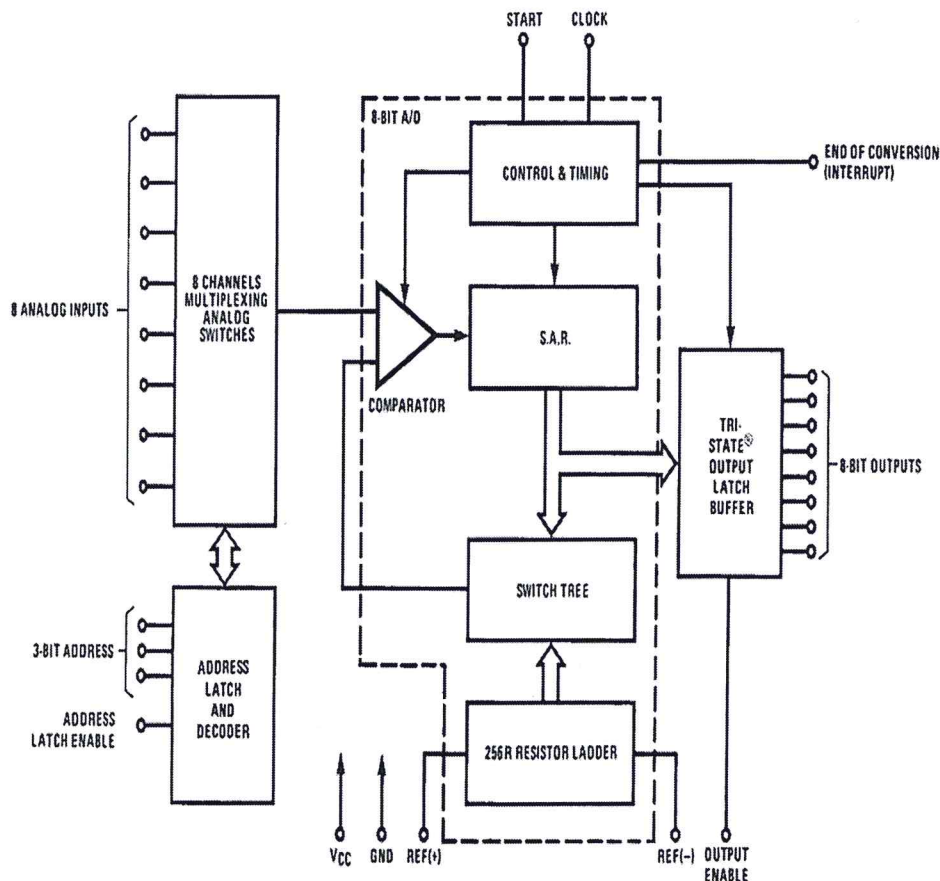 START
CLOCK
8-BIT A/D
END OF CONVERSION
(INTERRUPT)
CONTROL & TIMING
8 ANALOG INPUTS
8 CHANNELS
MULTIPLEXING
ANALOG
SWITCHES
S.A.R.
COMPARATOR
TRI-
STATE®
OUTPUT
LATCH
BUFFER
8-BIT OUTPUTS
SWITCH TREE
3-BIT ADDRESS
ADDRESS
LATCH ENABLE
ADDRESS
LATCH
AND
DECODER
256R RESISTOR LADDER
VCC
GND
REF(+)
REF(−)
OUTPUT
ENABLE